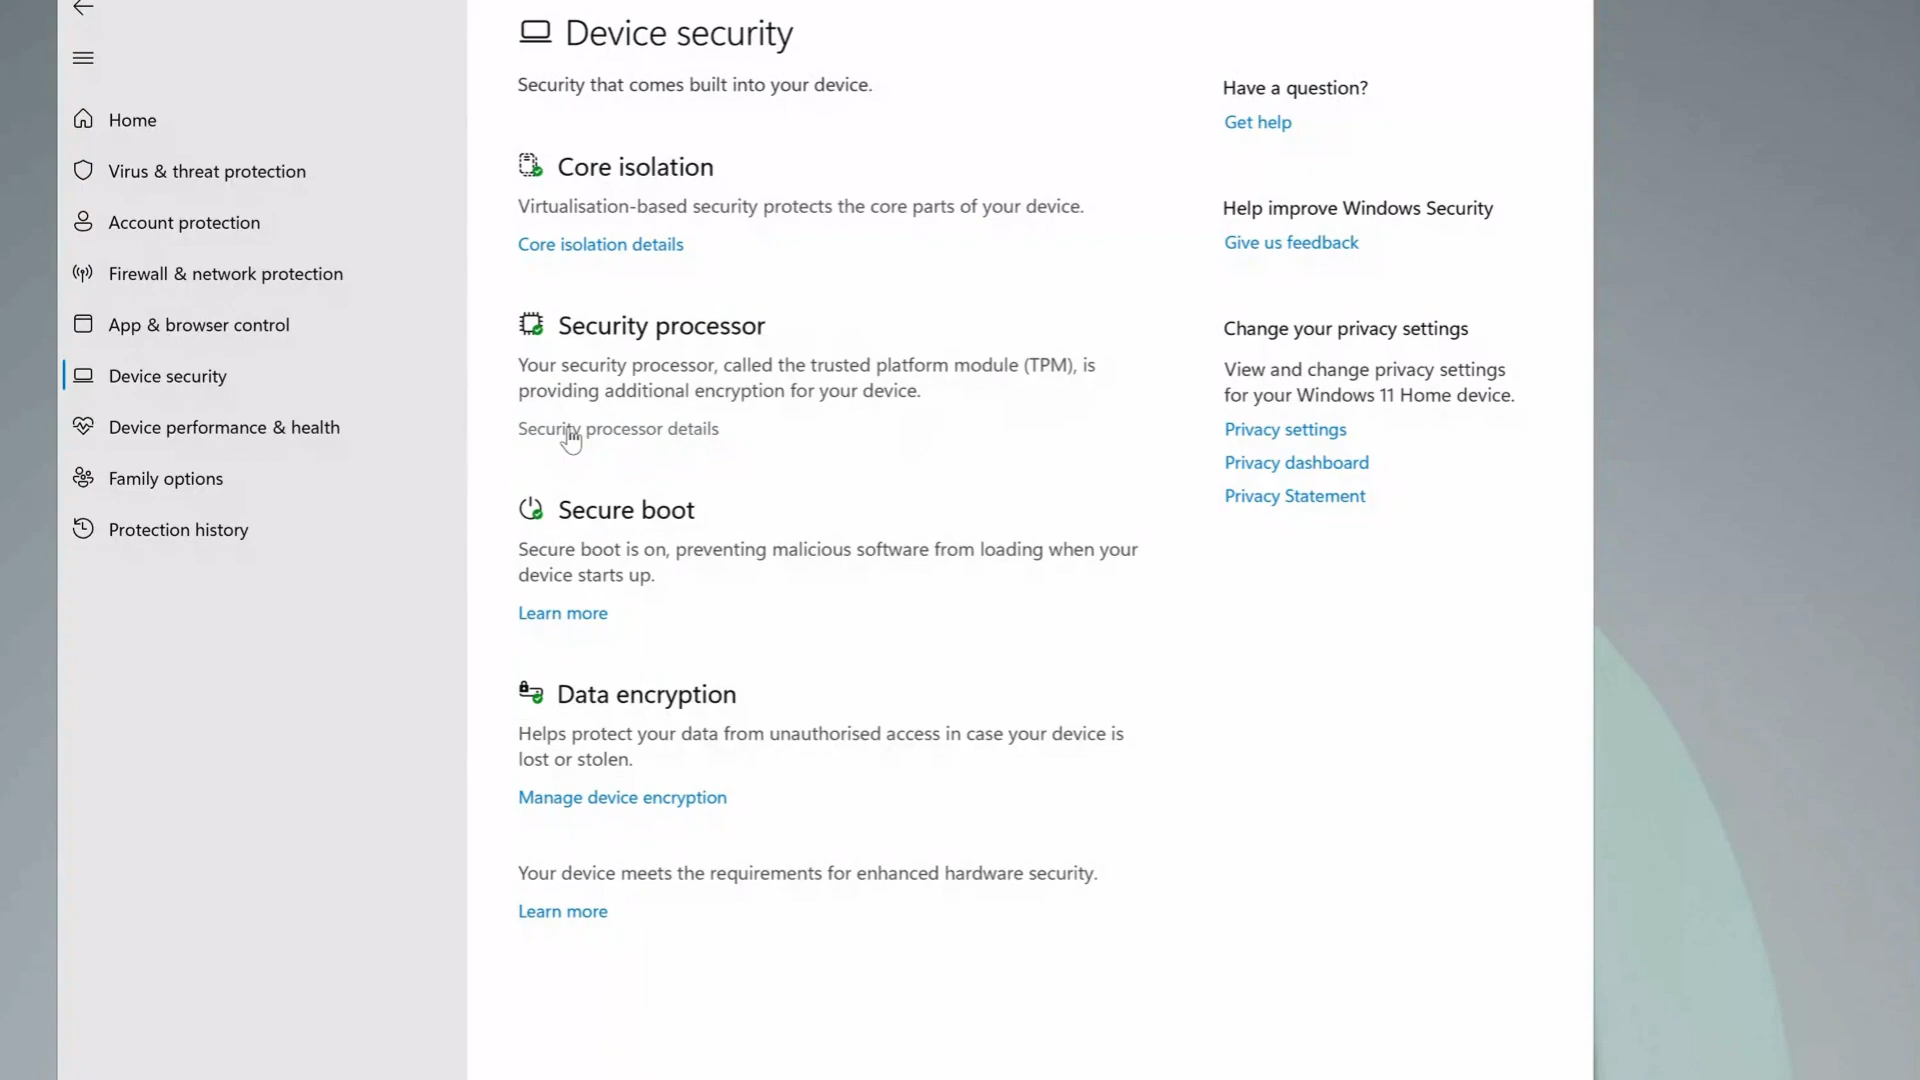 Home
Virus & threat protection
Account protection
Firewall & network protection
App & browser control
Device security
Device performance & health
Family options
Protection history
Device security
Security that comes built into your device.
Core isolation
Virtualisation-based security protects the core parts of your device.
Core isolation details
Security processor
Your security processor, called the trusted platform module (TPM), is
providing additional encryption for your device.
Security processor details
Secure boot
Secure boot is on, preventing malicious software from loading when your
device starts up.
Learn more
Data encryption
Helps protect your data from unauthorised access in case your device is
lost or stolen.
Manage device encryption
Your device meets the requirements for enhanced hardware security.
Learn more
Have a question?
Get help
Help improve Windows Security
Give us feedback
Change your privacy settings
View and change privacy settings
for your Windows 11 Home device.
Privacy settings
Privacy dashboard
Privacy Statement